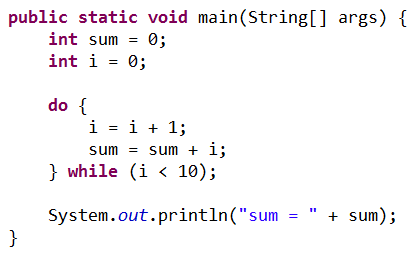 public static void main(String[] args) {
    int sum = 0;
    int i = 0;

    do {
        i = i + 1;
        sum = sum + i;
    } while (i < 10);

    System.out.println("sum = " + sum);
}